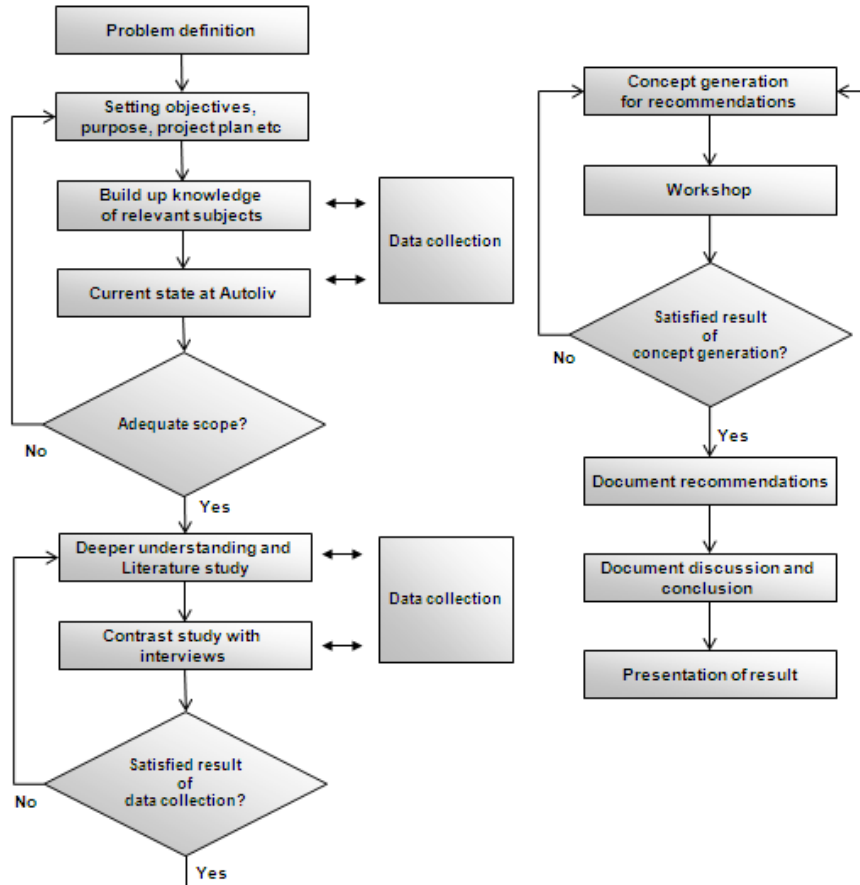 Problem definition
Setting objectives,
purpose, project plan etc
Build up knowledge
of relevant subjects
Data collection
Current state at Autoliv
Adequate scope?
No
Yes
Deeper understanding and
Literature study
Data collection
Contrast study with
interviews
Satisfied result
of
data collection?
No
Yes
Concept generation
for recommendations
Workshop
Satisfied result
of
concept generation?
No
Yes
Document recommendations
Document discussion and
conclusion
Presentation of result